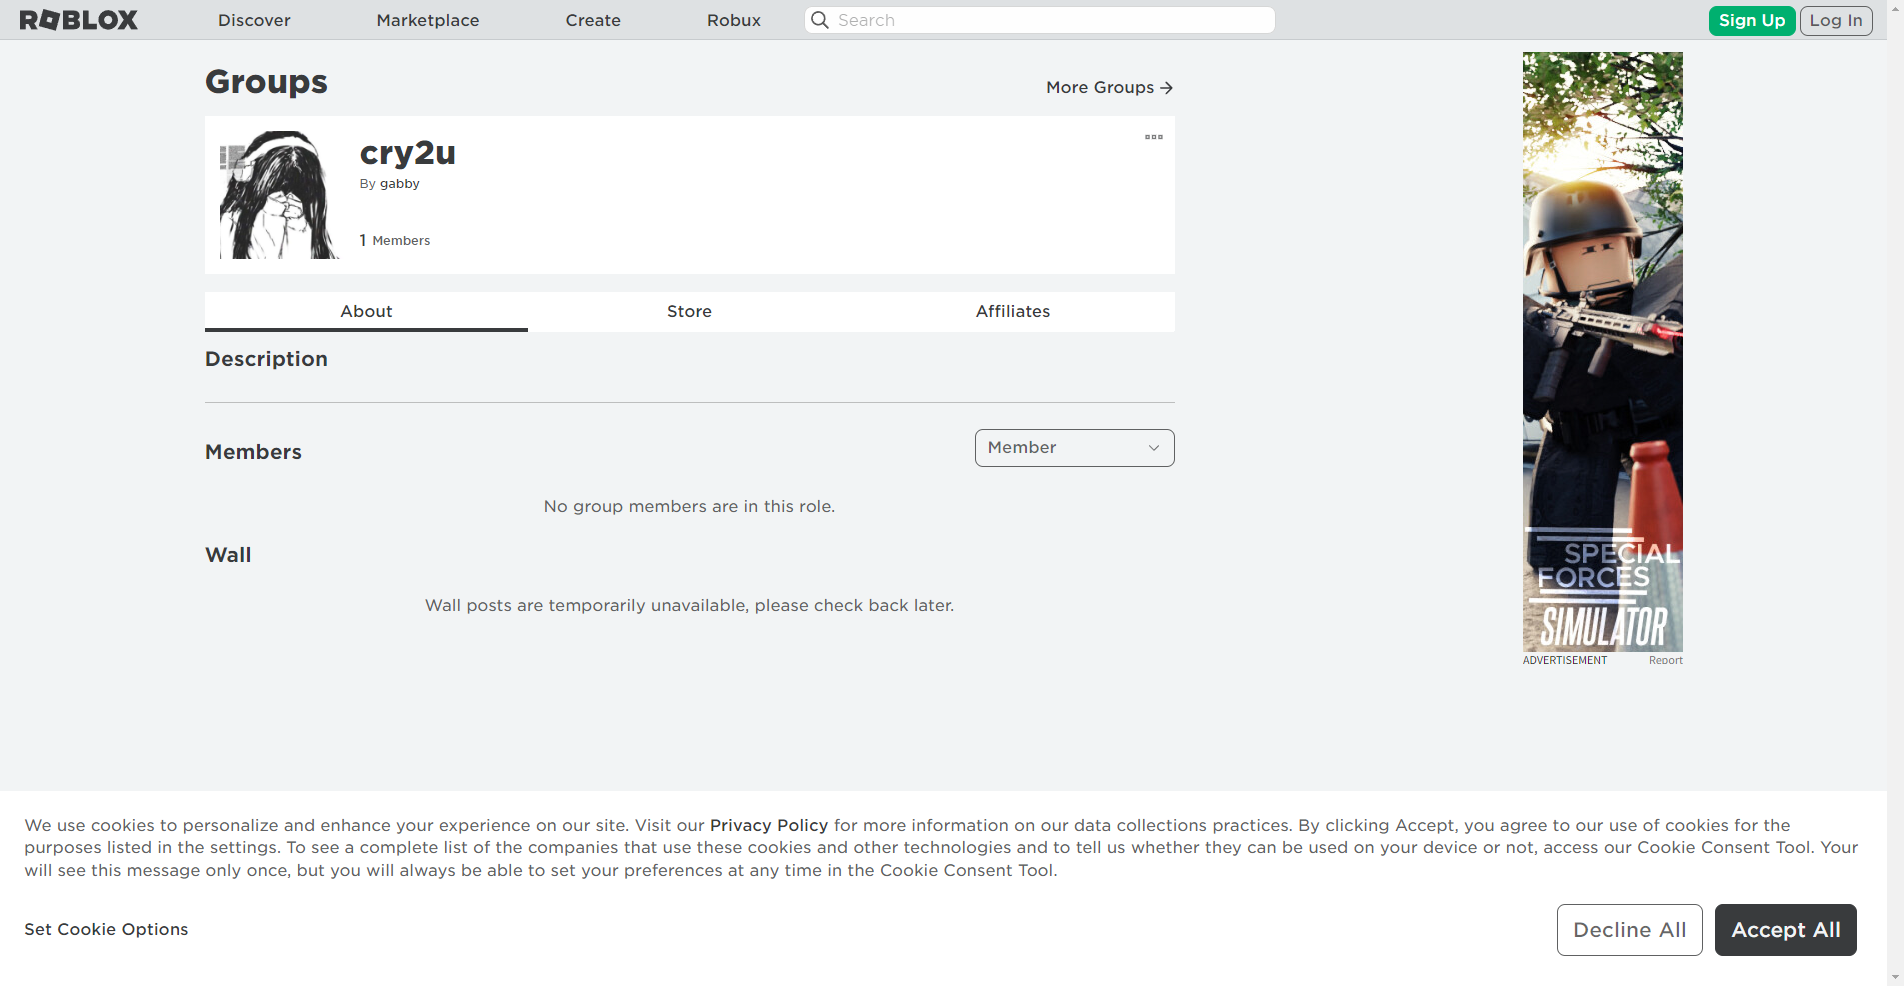 ROBLOX
Discover
Marketplace
Create
Robux
Search
Sign Up
Log In
Groups
More Groups
cry2u
By gabby
1 Members
About
Store
Affiliates
Description
Members
Member
No group members are in this role.
Wall
Wall posts are temporarily unavailable, please check back later.
SPECIAL
FORCES
SIMULATOR
ADVERTISEMENT
Report
We use cookies to personalize and enhance your experience on our site. Visit our Privacy Policy for more information on our data collections practices. By clicking Accept, you agree to our use of cookies for the
purposes listed in the settings. To see a complete list of the companies that use these cookies and other technologies and to tell us whether they can be used on your device or not, access our Cookie Consent Tool. Your
will see this message only once, but you will always be able to set your preferences at any time in the Cookie Consent Tool.
Set Cookie Options
Decline All
Accept All